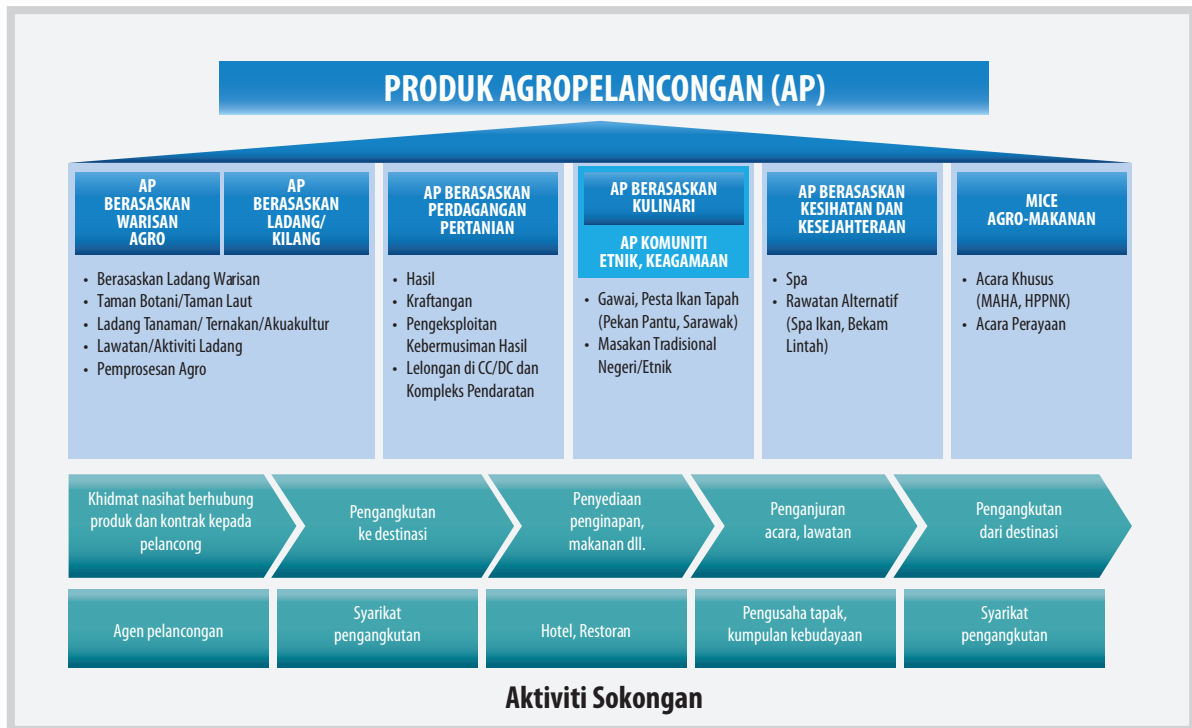 PRODUK AGROPELANCONGAN (AP)
AP
BERASASKAN
WARISAN
AGRO
AP
BERASASKAN
LADANG/
KILANG
• Berasaskan Ladang Warisan
• Taman Botani/Taman Laut
• Ladang Tanaman/ Ternakan/Akuakultur
• Lawatan/Aktiviti Ladang
• Pemprosesan Agro
AP BERASASKAN
PERDAGANGAN
PERTANIAN
• Hasil
• Kraftangan
• Pengeksploitan
Kebermusiman Hasil
• Lelongan di CC/DC dan
Kompleks Pendaratan
AP BERASASKAN
KULINARI
AP KOMUNITI
ETNIK, KEAGAMAAN
• Gawai, Pesta Ikan Tapah
(Pekan Pantu, Sarawak)
• Masakan Tradisional
Negeri/Etnik
AP BERASASKAN
KESIHATAN DAN
KESEJAHTERAAN
• Spa
• Rawatan Alternatif
(Spa Ikan, Bekam
Lintah)
MICE
AGRO-MAKANAN
• Acara Khusus
(MAHA, HPPNK)
• Acara Perayaan
Khidmat nasihat berhubung
produk dan kontrak kepada
pelancong
Pengangkutan
ke destinasi
Penyediaan
penginapan,
makanan dll.
Penganjuran
acara, lawatan
Pengangkutan
dari destinasi
Agen pelancongan
Syarikat
pengangkutan
Hotel, Restoran
Pengusaha tapak,
kumpulan kebudayaan
Syarikat
pengangkutan
Aktiviti Sokongan